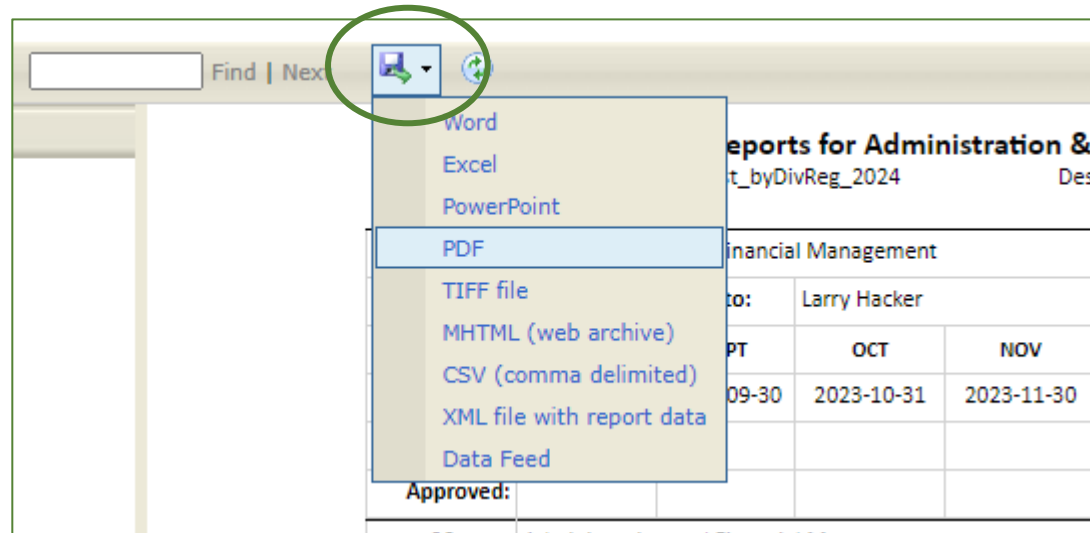 Find | Nex
Word
Excel
PowerPoint
PDF
TIFF file
MHTML (web archive)
CSV (comma delimited)
XML file with report data
Data Feed
eports for Administration &
t_byDivReg_2024 Des
inancial Management
to: Larry Hacker
PT OCT NOV
09-30 2023-10-31 2023-11-30
Approved: